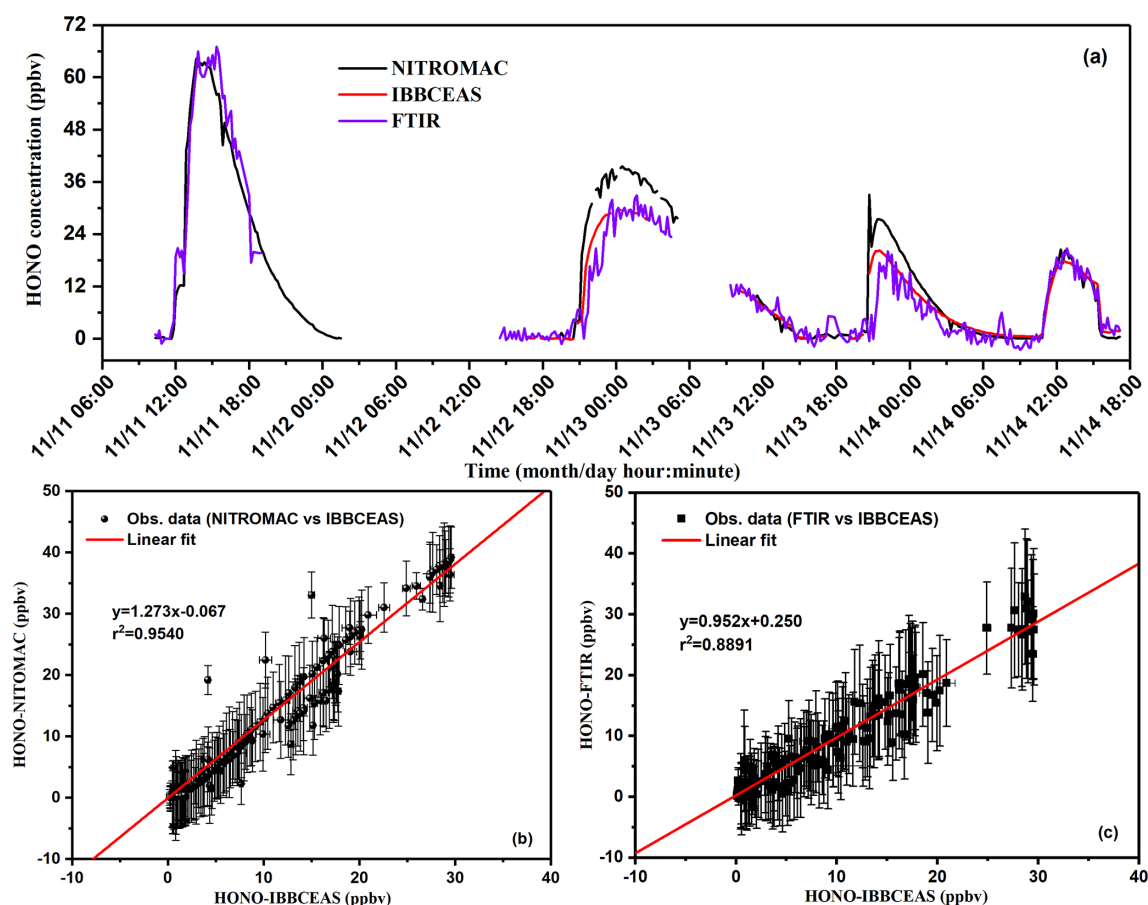 (a)
NITROMAC
IBBCEAS
FTIR
HONO concentration (ppbv)
72
60
48
36
24
12
0
11/11 06:00
11/11 12:00
11/11 18:00
11/12 00:00
11/12 06:00
11/12 12:00
11/12 18:00
11/13 00:00
11/13 06:00
11/13 12:00
11/13 18:00
11/14 00:00
11/14 06:00
11/14 12:00
11/14 18:00
Time (month/day hour:minute)
HONO-NITOMAC (ppbv)
50
40
30
20
10
0
-10
Obs. data (NITROMAC vs IBBCEAS)
Linear fit
y=1.273x-0.067
r²=0.9540
(b)
-10 0 10 20 30 40
HONO-IBBCEAS (ppbv)
HONO-FTIR (ppbv)
50
40
30
20
10
0
-10
Obs. data (FTIR vs IBBCEAS)
Linear fit
y=0.952x+0.250
r²=0.8891
(c)
-10 0 10 20 30 40
HONO-IBBCEAS (ppbv)